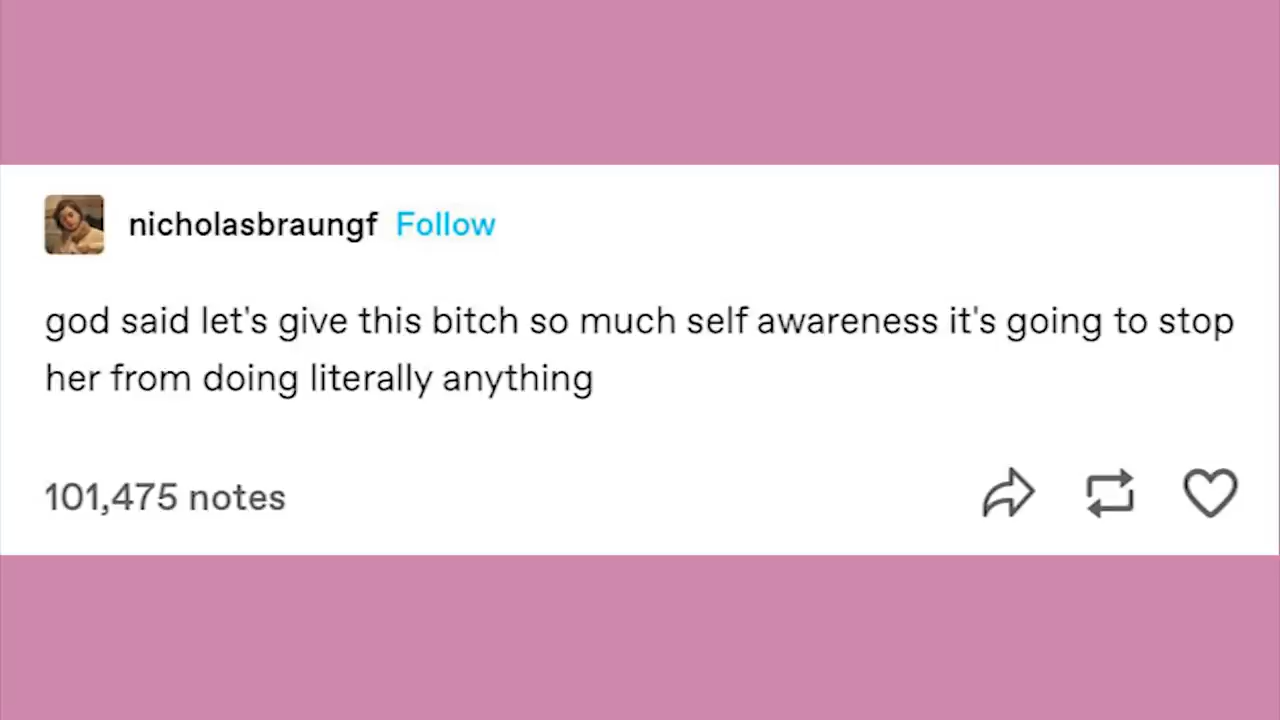 nicholasbraungf Follow
god said let's give this bitch so much self awareness it's going to stop
her from doing literally anything
101,475 notes